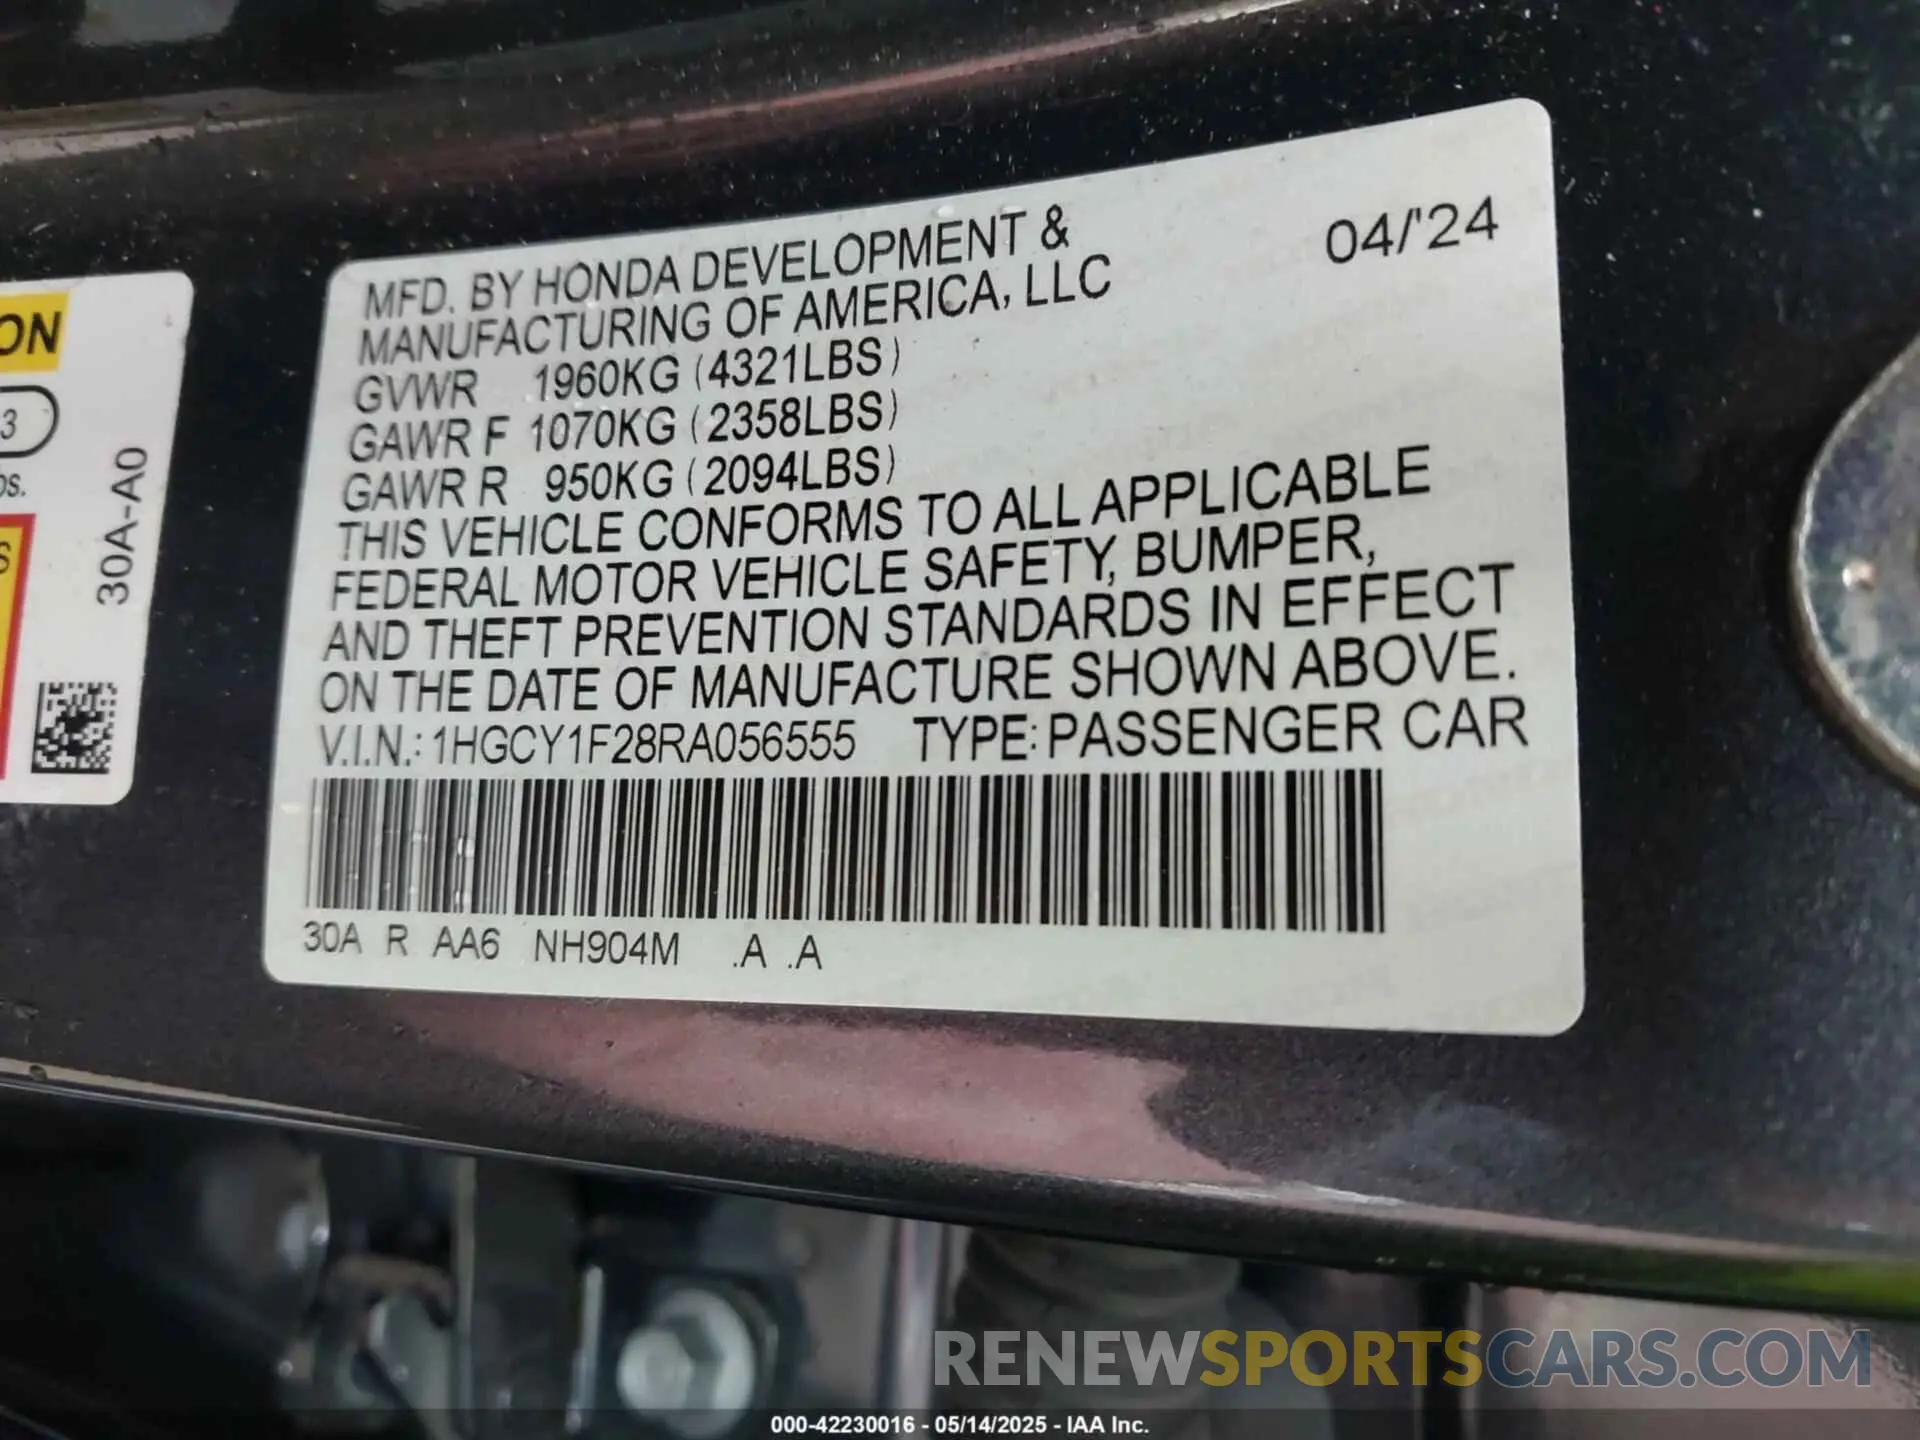 MFD. BY HONDA DEVELOPMENT &
MANUFACTURING OF AMERICA, LLC
04/'24
GVWR 1960KG (4321LBS)
GAWR F 1070KG (2358LBS)
GAWR R 950KG (2094LBS)
THIS VEHICLE CONFORMS TO ALL APPLICABLE
FEDERAL MOTOR VEHICLE SAFETY, BUMPER,
AND THEFT PREVENTION STANDARDS IN EFFECT
ON THE DATE OF MANUFACTURE SHOWN ABOVE.
V.I.N.: 1HGCY1F28RA056555 TYPE: PASSENGER CAR
30A R AA6 NH904M .A .A
ON
3
os.
S
30A-A0
RENEWSPORTSCARS.COM
000-42230016 - 05/14/2025 - IAA Inc.